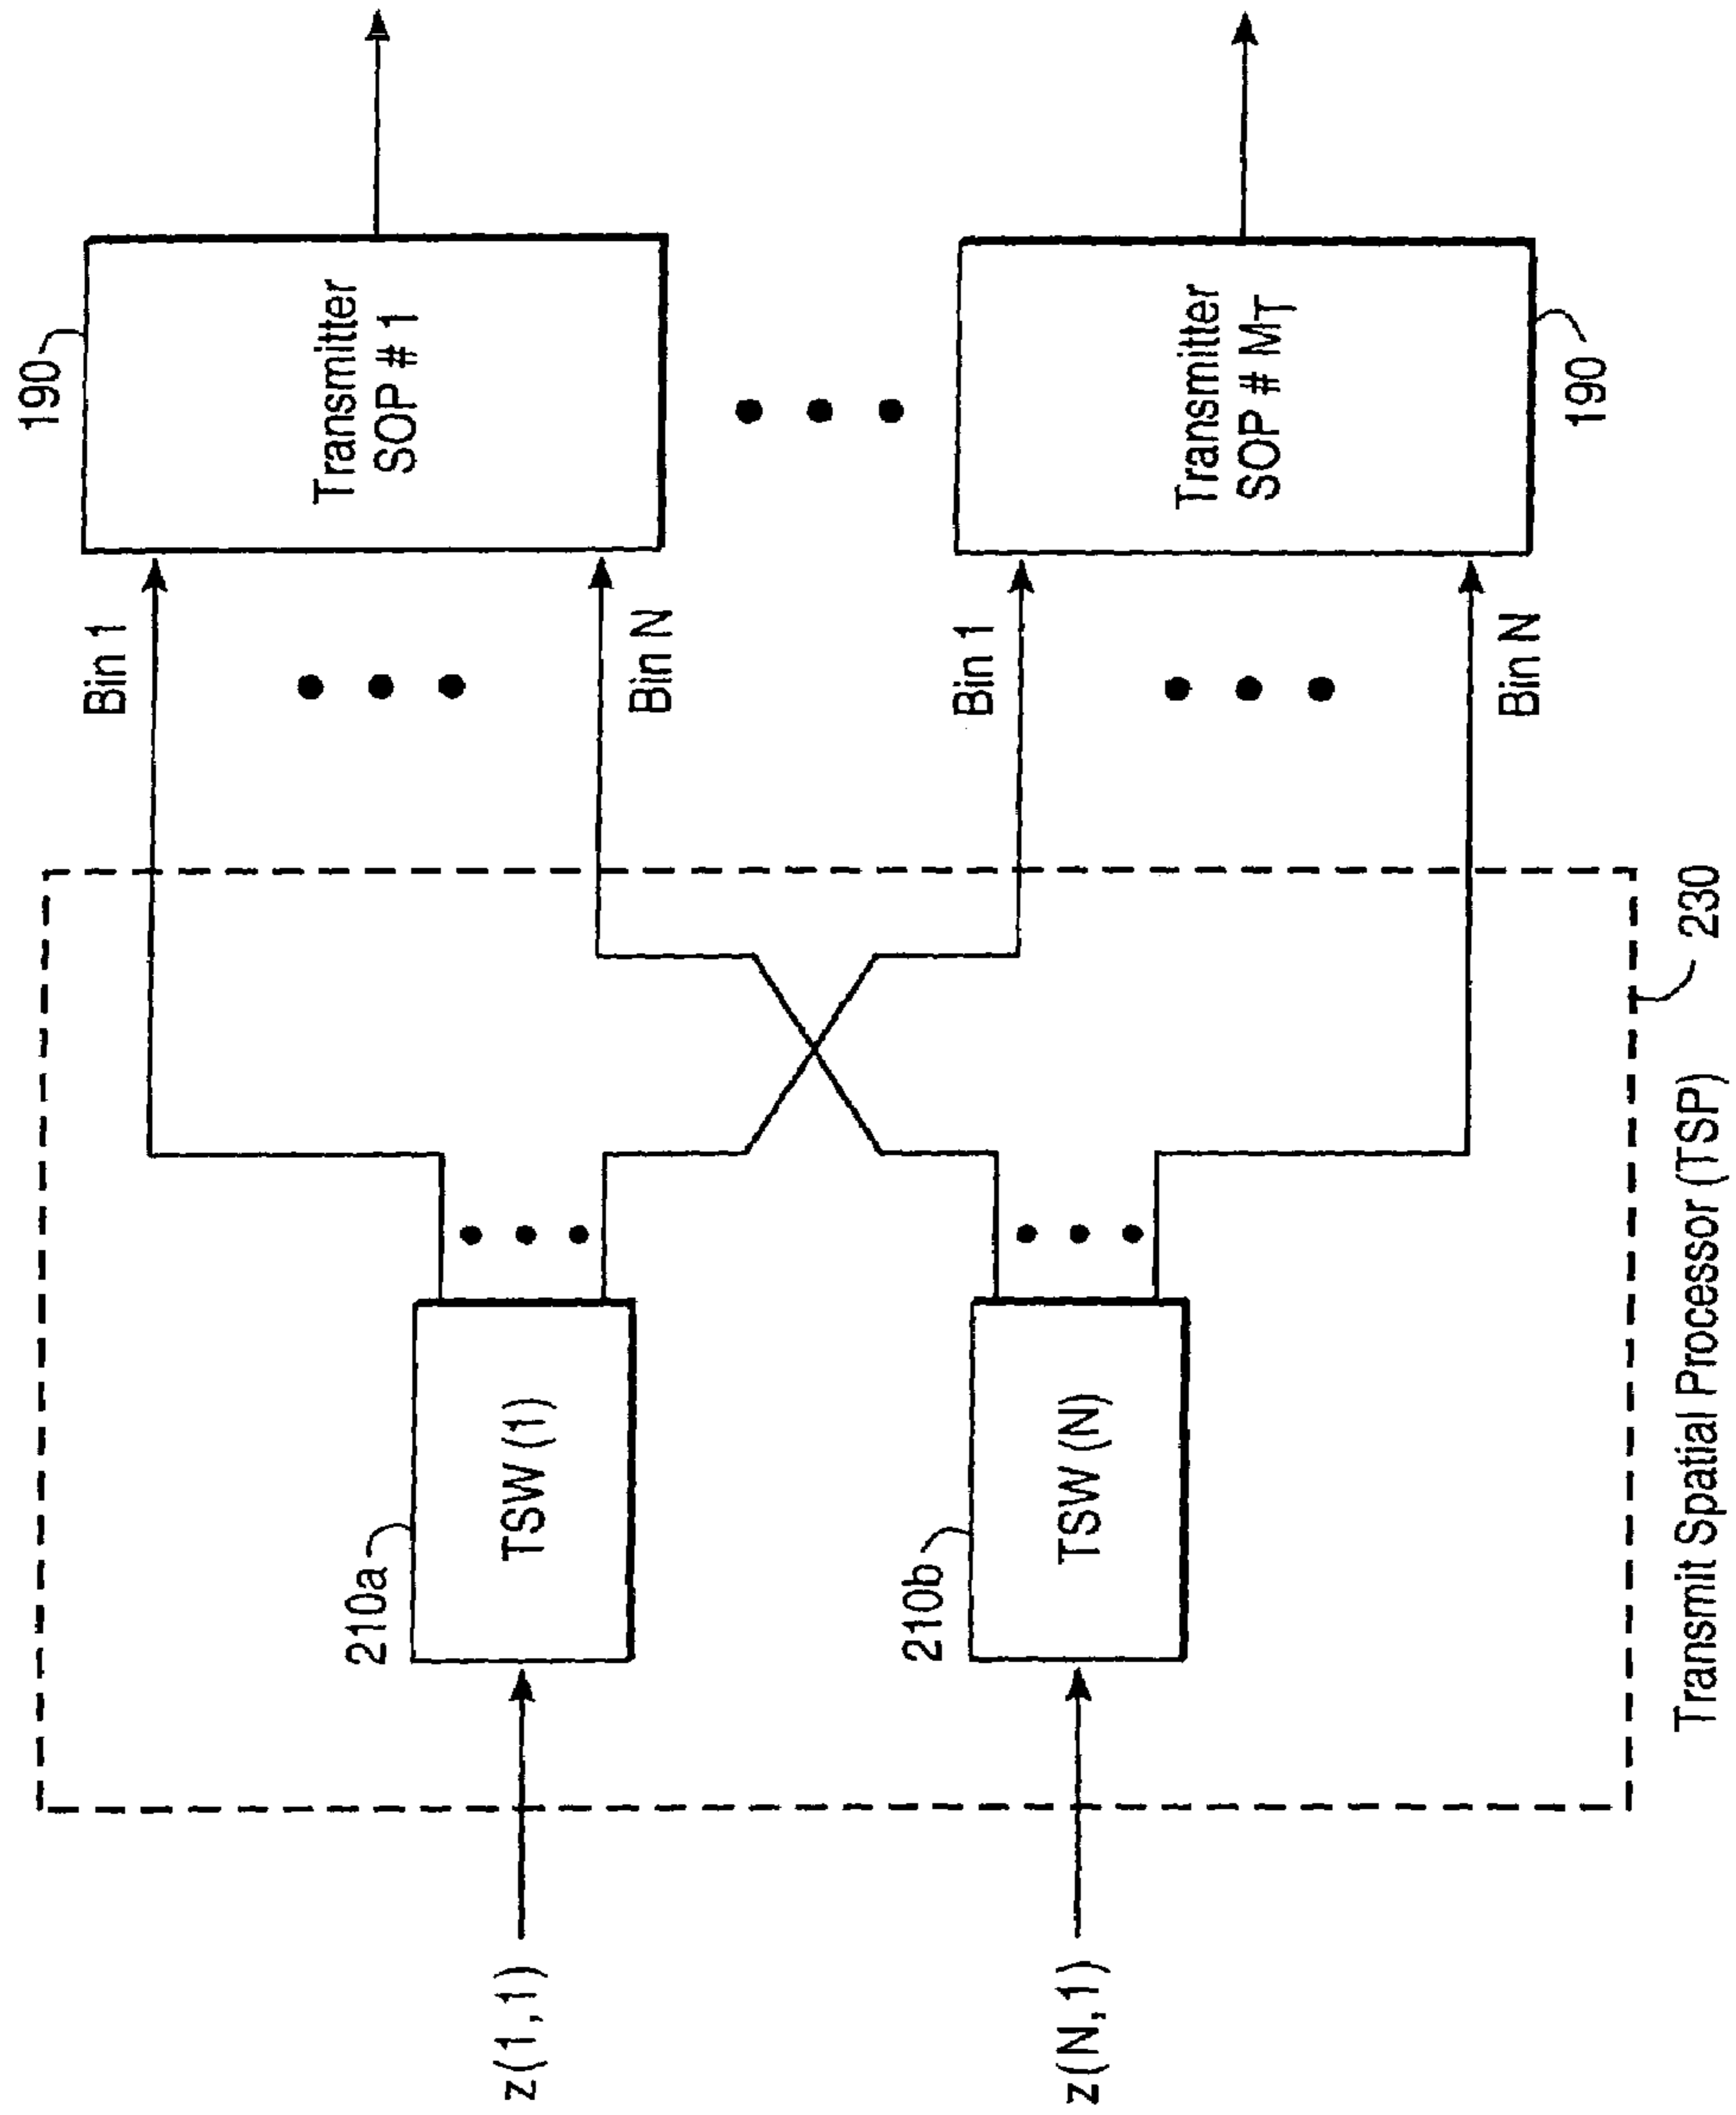 190
Transmitter
SOP # 1
Bin 1
Bin N
Transmitter
SOP # MT
190
Bin 1
Bin N
210a
TSW (1)
z(1,1)
210b
TSW (N)
z(N,1)
230
Transmit Spatial Processor (TSP)